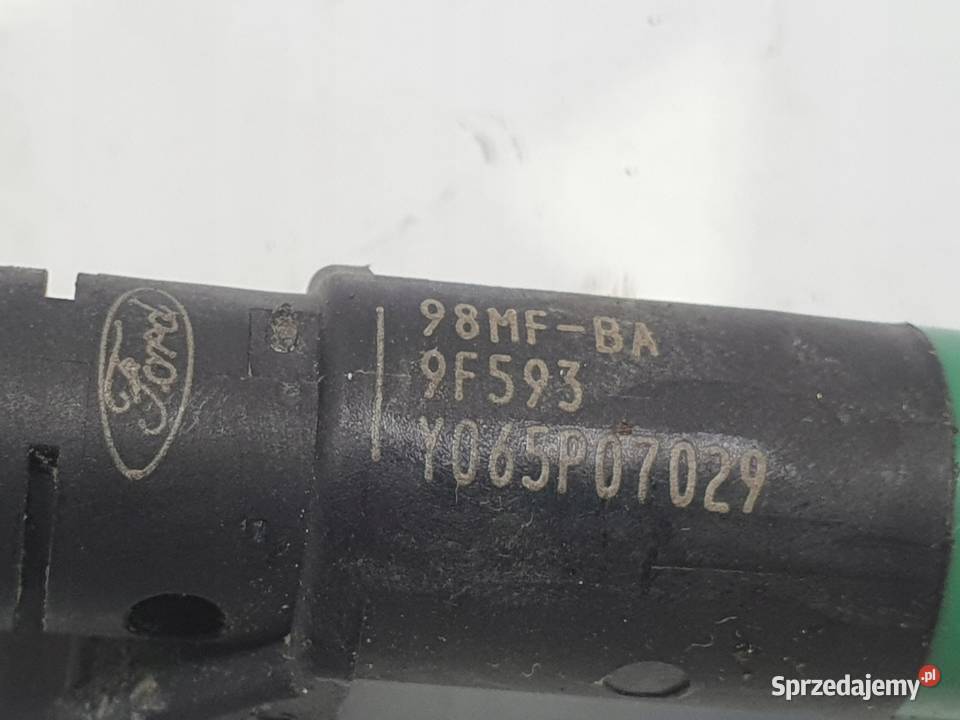 Ford
98MF-BA
9F593
Y065P07029
Sprzedajemy.pl